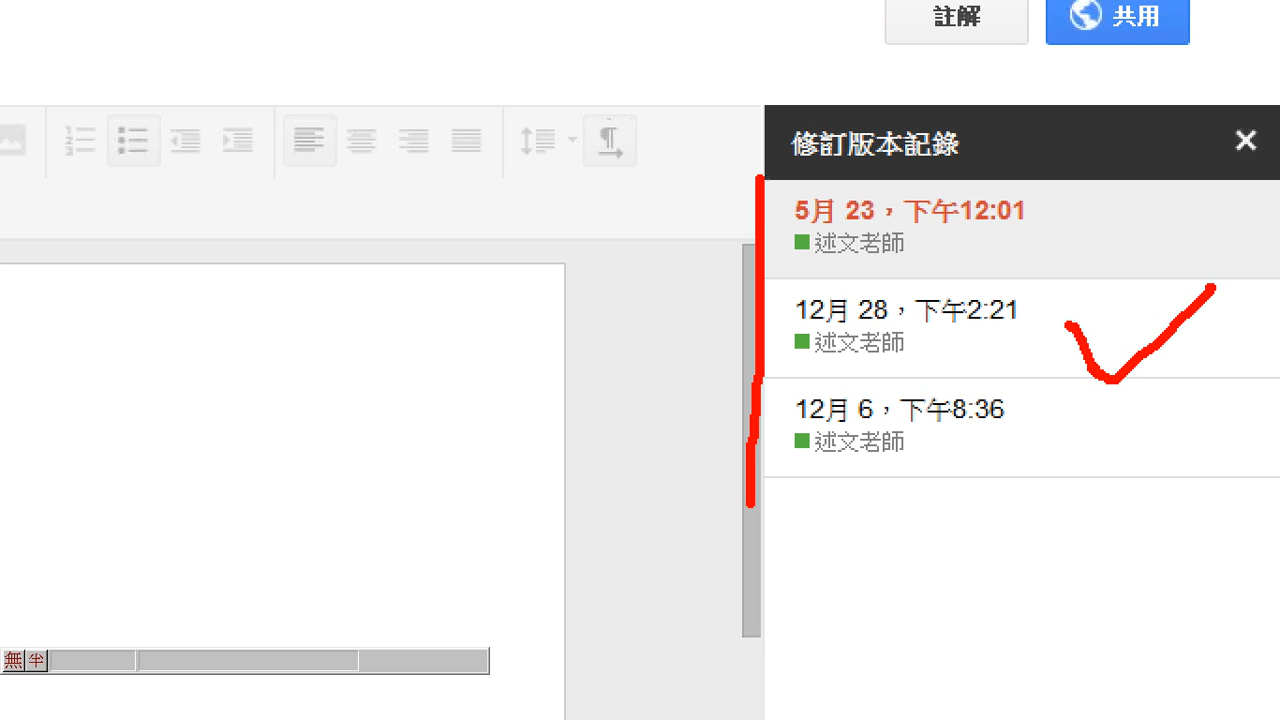 註解
共用
修訂版本記錄
5月 23，下午12:01
述文老師
12月 28，下午2:21
述文老師
12月 6，下午8:36
述文老師
無半